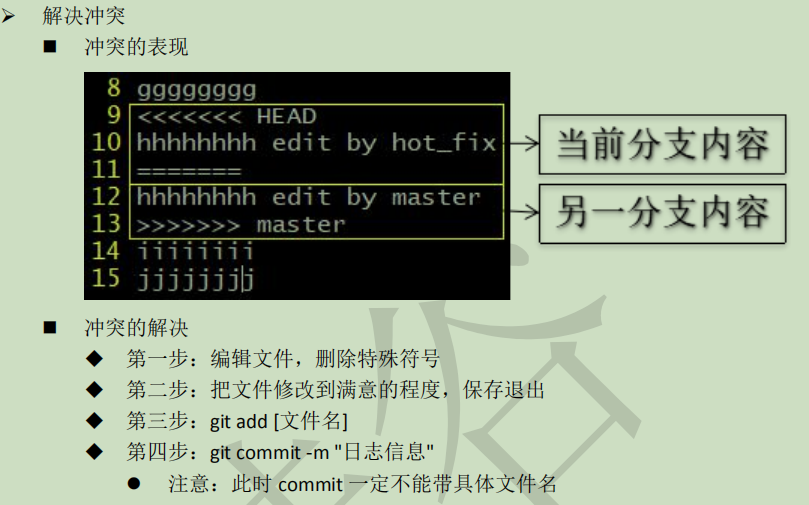 ➢ 解决冲突
■ 冲突的表现
8 gggggggg
9 <<<<<<< HEAD
10 hhhhhhhh edit by hot_fix
当前分支内容
11 =======
12 hhhhhhhh edit by master
另一分支内容
13 >>>>>>> master
14 iiiiiiii
15 jjjjjjjj
■ 冲突的解决
◆ 第一步：编辑文件，删除特殊符号
◆ 第二步：把文件修改到满意的程度，保存退出
◆ 第三步：git add [文件名]
◆ 第四步：git commit -m "日志信息"
● 注意：此时 commit 一定不能带具体文件名